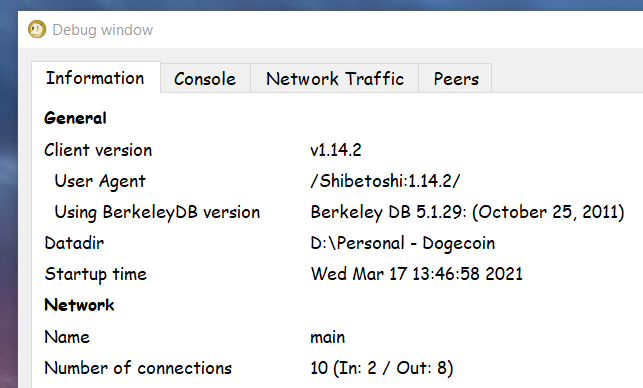 Debug window
Information Console Network Traffic Peers
General
Client version v1.14.2
User Agent /Shibetoshi:1.14.2/
Using BerkeleyDB version Berkeley DB 5.1.29: (October 25, 2011)
Datadir D:\Personal - Dogecoin
Startup time Wed Mar 17 13:46:58 2021
Network
Name main
Number of connections 10 (In: 2 / Out: 8)